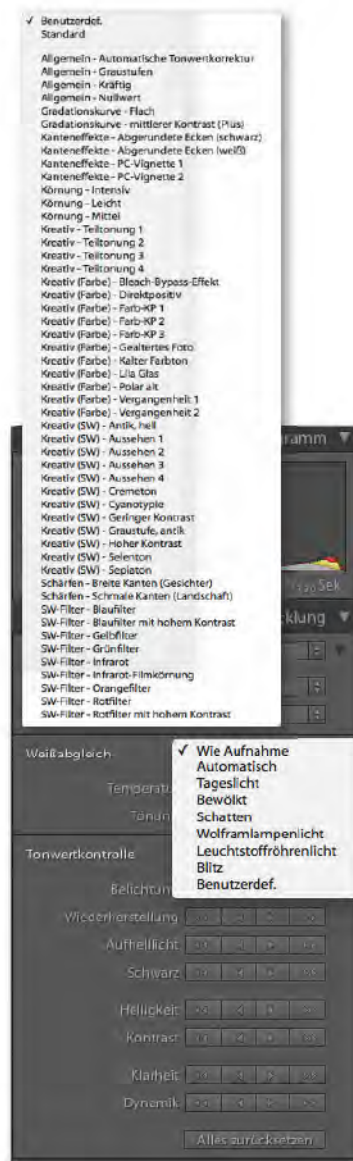 ✓ Benutzerdef.
Standard
Allgemein - Automatische Tonwertkorrektur
Allgemein - Graustufen
Allgemein - Kräftig
Allgemein - Nullwert
Gradationskurve - Flach
Gradationskurve - mittlerer Kontrast (Plus)
Kanteneffekte - Abgerundete Ecken (schwarz)
Kanteneffekte - Abgerundete Ecken (weiß)
Kanteneffekte - PC-Vignette 1
Kanteneffekte - PC-Vignette 2
Körnung - Intensiv
Körnung - Leicht
Körnung - Mittel
Kreativ - Teiltonung 1
Kreativ - Teiltonung 2
Kreativ - Teiltonung 3
Kreativ - Teiltonung 4
Kreativ (Farbe) - Bleach-Bypass-Effekt
Kreativ (Farbe) - Direktpositiv
Kreativ (Farbe) - Farb-KP 1
Kreativ (Farbe) - Farb-KP 2
Kreativ (Farbe) - Farb-KP 3
Kreativ (Farbe) - Gealtertes Foto
Kreativ (Farbe) - Kalter Farbton
Kreativ (Farbe) - Lila Glas
Kreativ (Farbe) - Polar alt
Kreativ (Farbe) - Vergangenheit 1
Kreativ (Farbe) - Vergangenheit 2
Kreativ (SW) - Antik, hell
Kreativ (SW) - Aussehen 1
Kreativ (SW) - Aussehen 2
Kreativ (SW) - Aussehen 3
Kreativ (SW) - Aussehen 4
Kreativ (SW) - Cremeton
Kreativ (SW) - Cyanotypie
Kreativ (SW) - Geringer Kontrast
Kreativ (SW) - Graustufe, antik
Kreativ (SW) - Hoher Kontrast
Kreativ (SW) - Selenton
Kreativ (SW) - Sepiaton
Schärfen - Breite Kanten (Gesichter)
Schärfen - Schmale Kanten (Landschaft)
SW-Filter - Blaufilter
SW-Filter - Blaufilter mit hohem Kontrast
SW-Filter - Gelbfilter
SW-Filter - Grünfilter
SW-Filter - Infrarot
SW-Filter - Infrarot-Filmkörnung
SW-Filter - Orangefilter
SW-Filter - Rotfilter
SW-Filter - Rotfilter mit hohem Kontrast
ramm
Sek
klung
Weißabgleich
✓ Wie Aufnahme
Automatisch
Tageslicht
Bewölkt
Schatten
Wolframlampenlicht
Leuchtstoffröhrenlicht
Blitz
Benutzerdef.
Temperatu
Tonun
Tonwertkontrolle
Belichtun
Wiederherstellung
Aufhelllicht
Schwarz
Helligkeit
Kontrast
Klarheit
Dynamik
Alles zurücksetzen